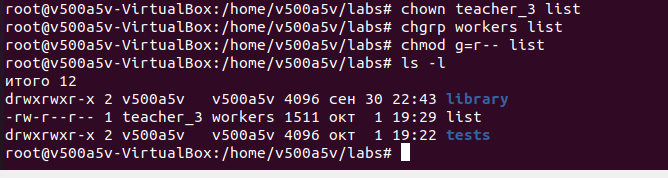 root@v500a5v-VirtualBox:/home/v500a5v/labs# chown teacher_3 list
root@v500a5v-VirtualBox:/home/v500a5v/labs# chgrp workers list
root@v500a5v-VirtualBox:/home/v500a5v/labs# chmod g=r-- list
root@v500a5v-VirtualBox:/home/v500a5v/labs# ls -l
итого 12
drwxrwxr-x 2 v500a5v   v500a5v 4096 сен 30 22:43 library
-rw-r--r-- 1 teacher_3 workers 1511 окт  1 19:29 list
drwxrwxr-x 2 v500a5v   v500a5v 4096 окт  1 19:22 tests
root@v500a5v-VirtualBox:/home/v500a5v/labs#